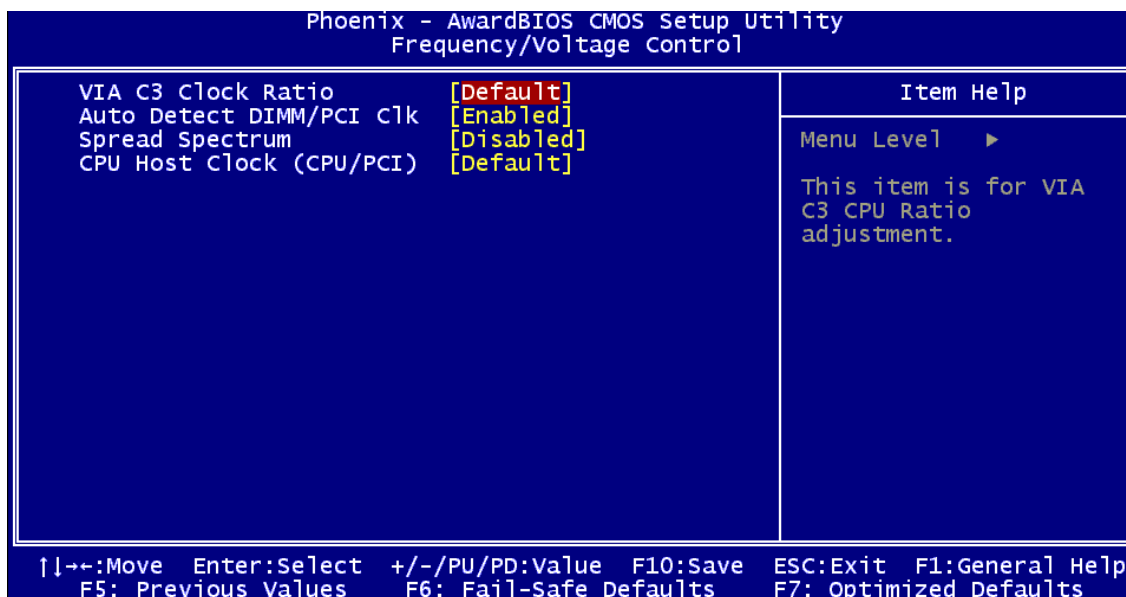 Phoenix - AwardBIOS CMOS Setup Utility
Frequency/Voltage Control
VIA C3 Clock Ratio [Default]
Auto Detect DIMM/PCI Clk [Enabled]
Spread Spectrum [Disabled]
CPU Host Clock (CPU/PCI) [Default]
Item Help
Menu Level ►
This item is for VIA
C3 CPU Ratio
adjustment.
↑↓→←:Move Enter:Select +/-/PU/PD:Value F10:Save ESC:Exit F1:General Help
F5: Previous Values F6: Fail-Safe Defaults F7: Optimized Defaults